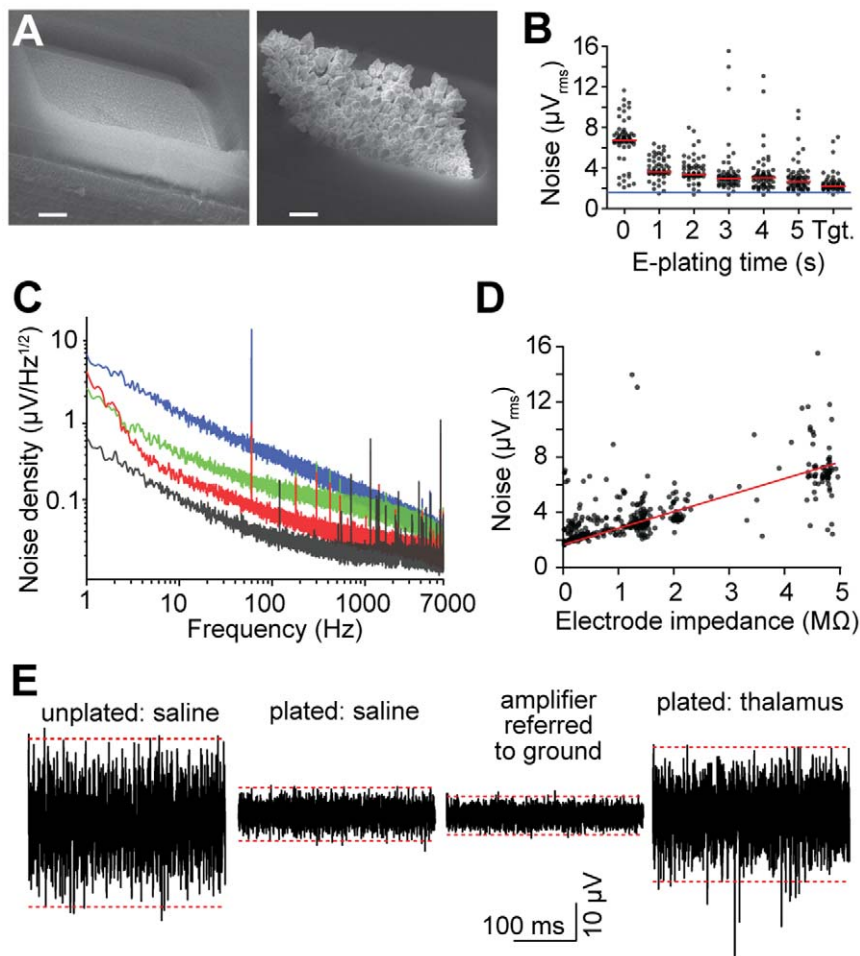 A
B
16
12
8
4
0
Noise (µVrms)
0 1 2 3 4 5 Tgt.
E-plating time (s)
C
10
1
0.1
Noise density (µV/Hz1/2)
1 10 100 1000 7000
Frequency (Hz)
D
16
12
8
4
0
Noise (µVrms)
0 1 2 3 4 5
Electrode impedance (MΩ)
E
unplated: saline
plated: saline
amplifier
referred
to ground
plated: thalamus
100 ms
10 µV